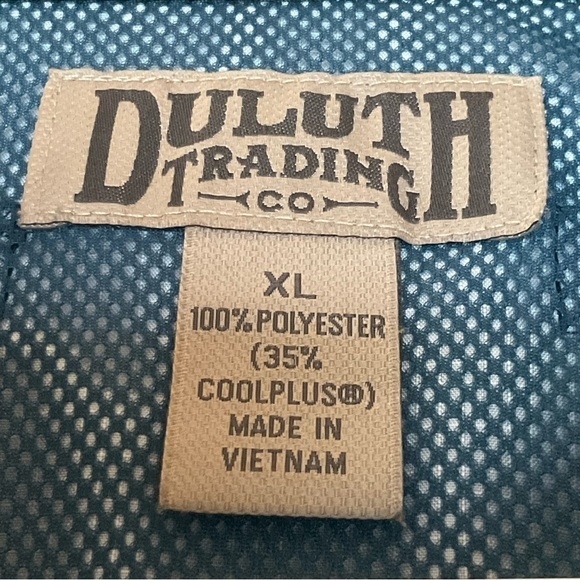 DULUTH
TRADING
CO
XL
100% POLYESTER
(35%
COOLPLUS®)
MADE IN
VIETNAM